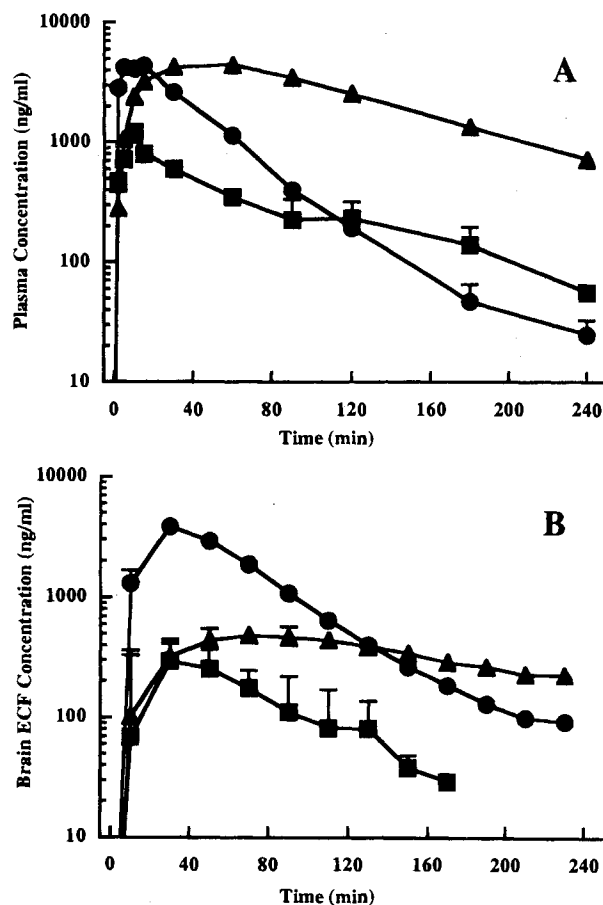 A
Plasma Concentration (ng/ml)
10000
1000
100
10
0 40 80 120 160 200 240
Time (min)
B
Brain ECF Concentration (ng/ml)
10000
1000
100
10
0 40 80 120 160 200 240
Time (min)